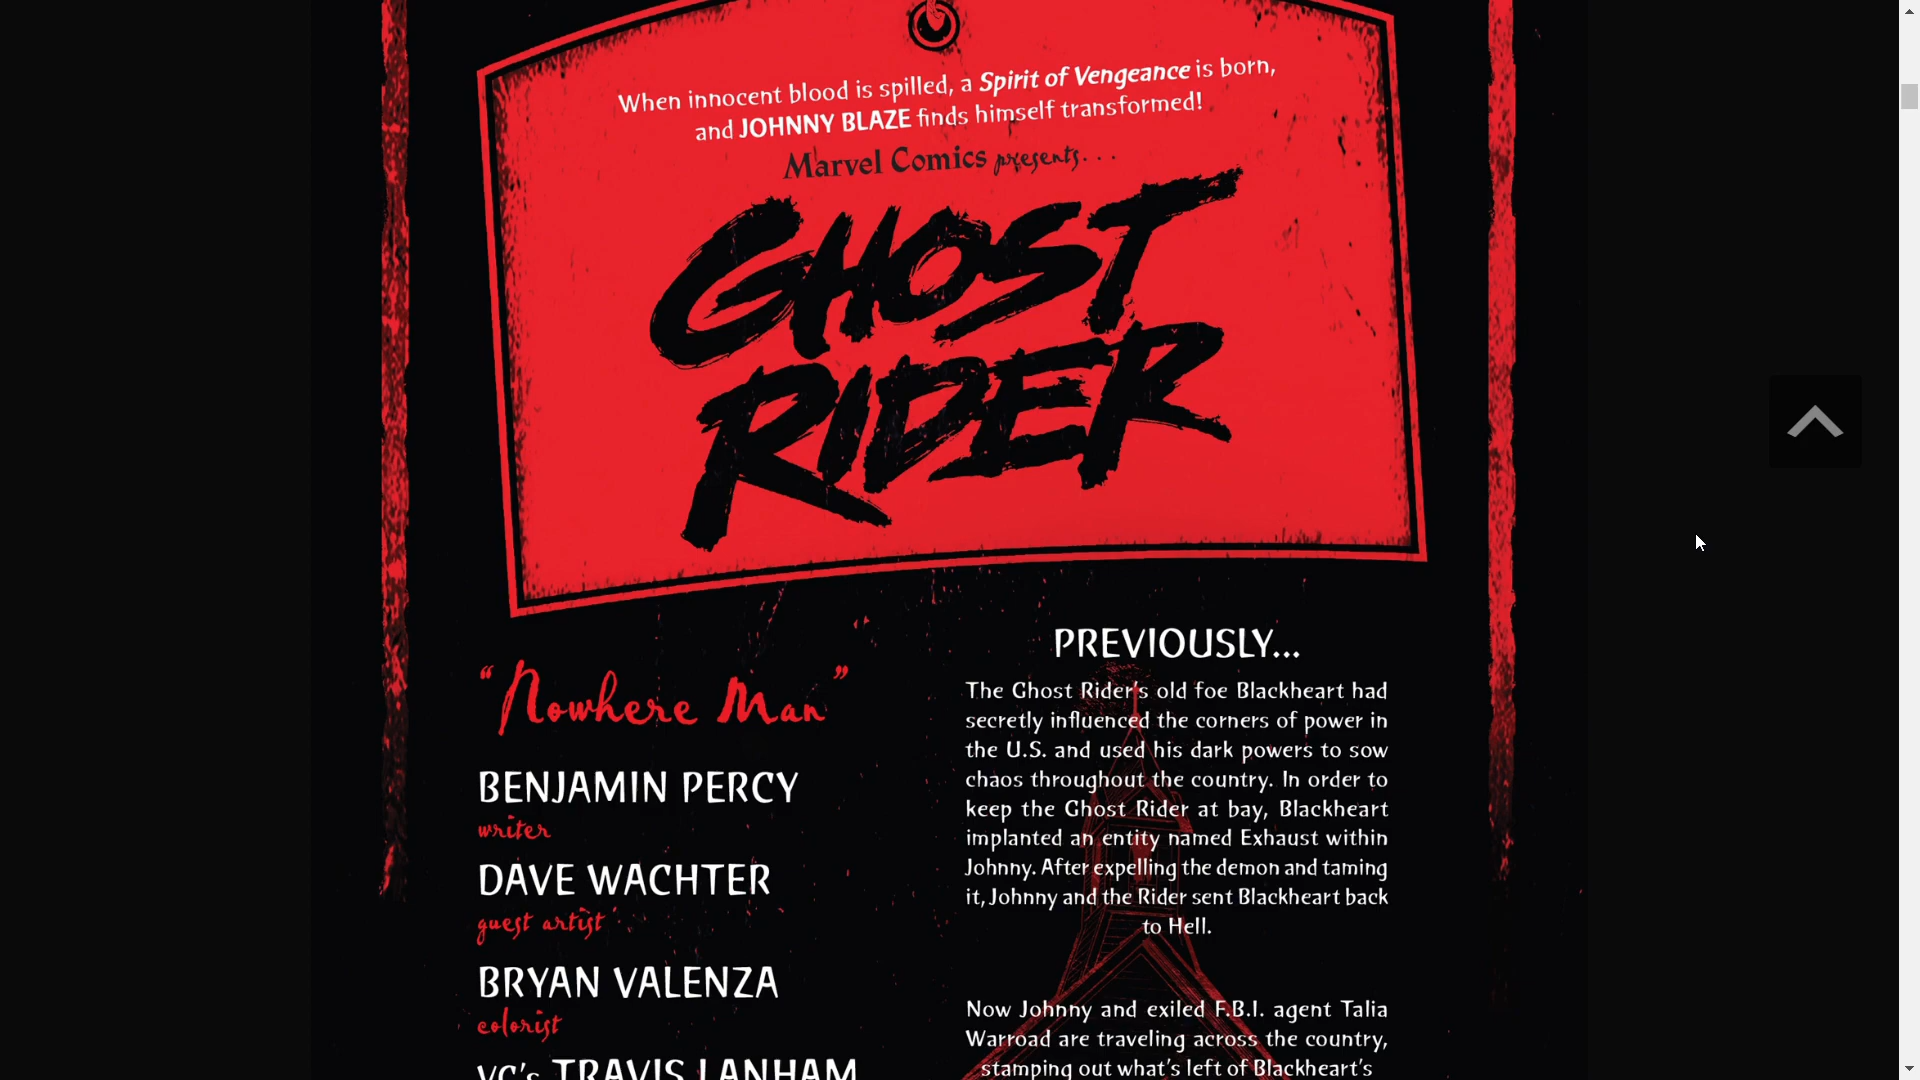 When innocent blood is spilled, a Spirit of Vengeance is born,
and JOHNNY BLAZE finds himself transformed!
Marvel Comics presents. . .
GHOST
RIDER
“Nowhere Man”
BENJAMIN PERCY
writer
DAVE WACHTER
guest artist
BRYAN VALENZA
colorist
VC's TRAVIS LANHAM
PREVIOUSLY...
The Ghost Rider's old foe Blackheart had
secretly influenced the corners of power in
the U.S. and used his dark powers to sow
chaos throughout the country. In order to
keep the Ghost Rider at bay, Blackheart
implanted an entity named Exhaust within
Johnny. After expelling the demon and taming
it, Johnny and the Rider sent Blackheart back
to Hell.
Now Johnny and exiled F.B.I. agent Talia
Warroad are traveling across the country,
stamping out what's left of Blackheart's